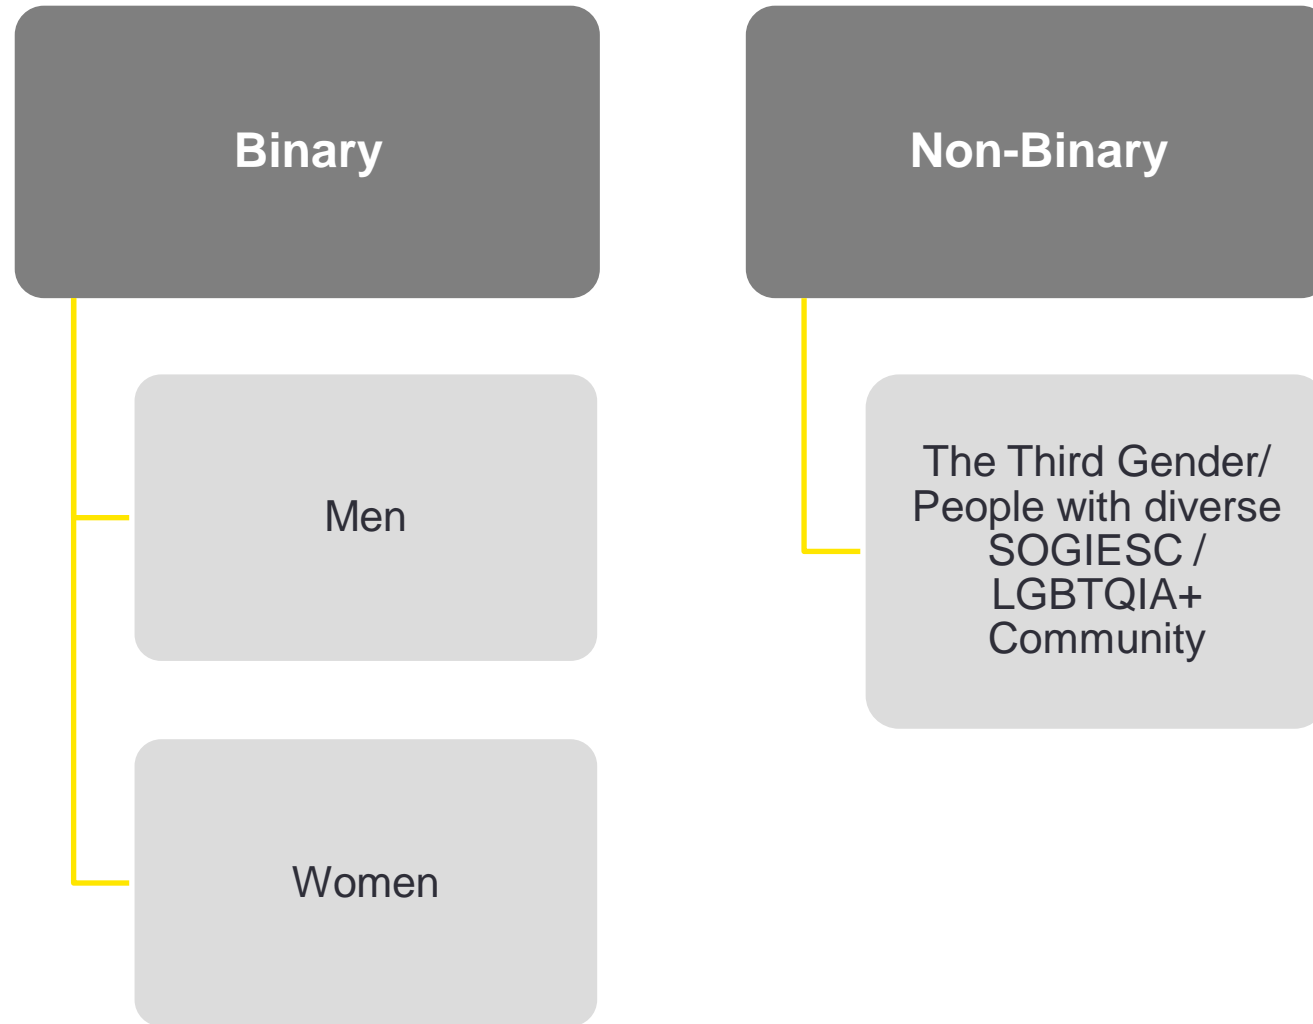 Binary
Men
Women
Non-Binary
The Third Gender/
People with diverse
SOGIESC /
LGBTQIA+
Community